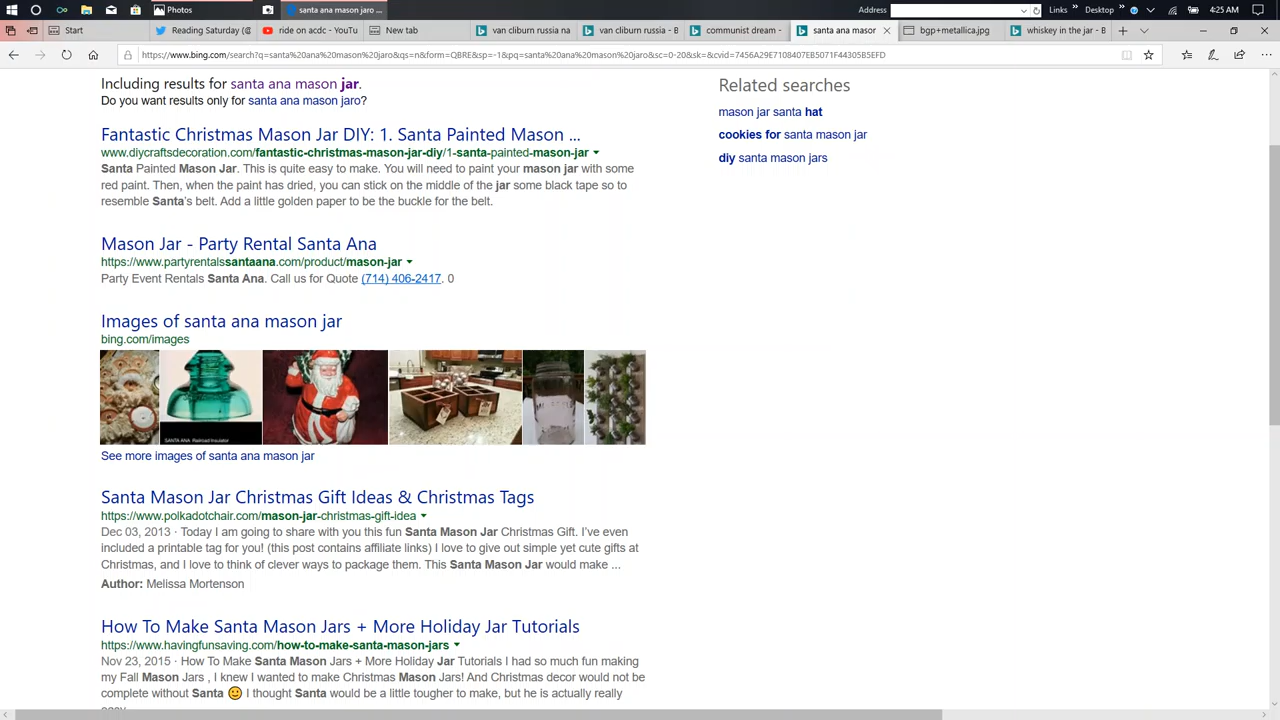 Photos
santa ana mason jaro ...
Address
Links
Desktop
4:25 AM
Start
Reading Saturday (@
ride on acdc - YouTu
New tab
van cliburn russia na
van cliburn russia - B
communist dream -
santa ana masor
bgp+metallica.jpg
whiskey in the jar - B
https://www.bing.com/search?q=santa%20ana%20mason%20jaro&qs=n&form=QBRE&sp=-1&pq=santa%20ana%20mason%20jaro&sc=0-20&sk=&cvid=7456A29E7108407EB5071F44305B5EFD
Including results for santa ana mason jar.
Do you want results only for santa ana mason jaro?
Related searches
mason jar santa hat
cookies for santa mason jar
diy santa mason jars
Fantastic Christmas Mason Jar DIY: 1. Santa Painted Mason ...
www.diycraftsdecoration.com/fantastic-christmas-mason-jar-diy/1-santa-painted-mason-jar
Santa Painted Mason Jar. This is quite easy to make. You will need to paint your mason jar with some
red paint. Then, when the paint has dried, you can stick on the middle of the jar some black tape so to
resemble Santa's belt. Add a little golden paper to be the buckle for the belt.
Mason Jar - Party Rental Santa Ana
https://www.partyrentalssantaana.com/product/mason-jar
Party Event Rentals Santa Ana. Call us for Quote (714) 406-2417. 0
Images of santa ana mason jar
bing.com/images
SANTA ANA Railroad Insulator
See more images of santa ana mason jar
Santa Mason Jar Christmas Gift Ideas & Christmas Tags
https://www.polkadotchair.com/mason-jar-christmas-gift-idea
Dec 03, 2013 · Today I am going to share with you this fun Santa Mason Jar Christmas Gift. I've even
included a printable tag for you! (this post contains affiliate links) I love to give out simple yet cute gifts at
Christmas, and I love to think of clever ways to package them. This Santa Mason Jar would make ...
Author: Melissa Mortenson
How To Make Santa Mason Jars + More Holiday Jar Tutorials
https://www.havingfunsaving.com/how-to-make-santa-mason-jars
Nov 23, 2015 · How To Make Santa Mason Jars + More Holiday Jar Tutorials I had so much fun making
my Fall Mason Jars , I knew I wanted to make Christmas Mason Jars! And Christmas decor would not be
complete without Santa 🙂 I thought Santa would be a little tougher to make, but he is actually really